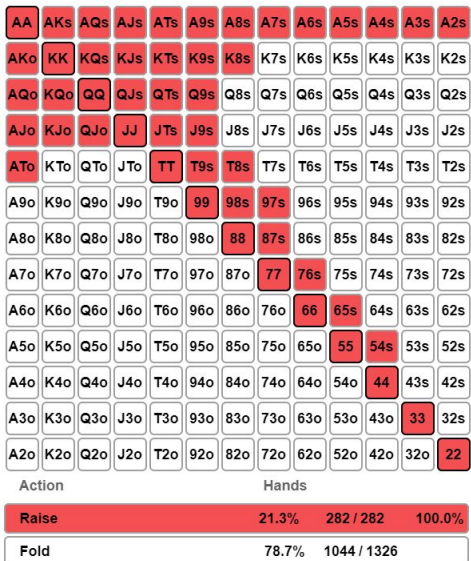 AA AKs AQs AJs ATs A9s A8s A7s A6s A5s A4s A3s A2s
AKo KK KQs KJs KTs K9s K8s K7s K6s K5s K4s K3s K2s
AQo KQo QQ QJs QTs Q9s Q8s Q7s Q6s Q5s Q4s Q3s Q2s
AJo KJo QJo JJ JTs J9s J8s J7s J6s J5s J4s J3s J2s
ATo KTo QTo JTo TT T9s T8s T7s T6s T5s T4s T3s T2s
A9o K9o Q9o J9o T9o 99 98s 97s 96s 95s 94s 93s 92s
A8o K8o Q8o J8o T8o 98o 88 87s 86s 85s 84s 83s 82s
A7o K7o Q7o J7o T7o 97o 87o 77 76s 75s 74s 73s 72s
A6o K6o Q6o J6o T6o 96o 86o 76o 66 65s 64s 63s 62s
A5o K5o Q5o J5o T5o 95o 85o 75o 65o 55 54s 53s 52s
A4o K4o Q4o J4o T4o 94o 84o 74o 64o 54o 44 43s 42s
A3o K3o Q3o J3o T3o 93o 83o 73o 63o 53o 43o 33 32s
A2o K2o Q2o J2o T2o 92o 82o 72o 62o 52o 42o 32o 22
Action Hands
Raise 21.3% 282 / 282 100.0%
Fold 78.7% 1044 / 1326